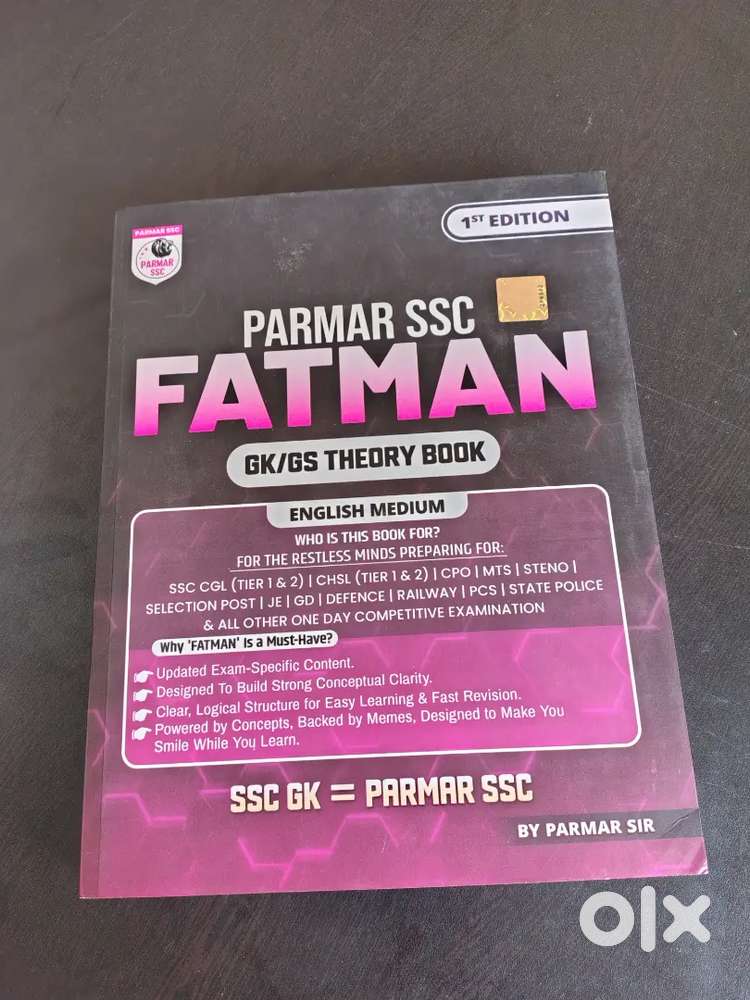 PARMAR SSC
PARMAR
SSC
1ST EDITION
PARMAR SSC
FATMAN
GK/GS THEORY BOOK
ENGLISH MEDIUM
WHO IS THIS BOOK FOR?
FOR THE RESTLESS MINDS PREPARING FOR:
SSC CGL (TIER 1 & 2) | CHSL (TIER 1 & 2) | CPO | MTS | STENO |
SELECTION POST | JE | GD | DEFENCE | RAILWAY | PCS | STATE POLICE
& ALL OTHER ONE DAY COMPETITIVE EXAMINATION
Why 'FATMAN' Is a Must-Have?
Updated Exam-Specific Content.
Designed To Build Strong Conceptual Clarity.
Clear, Logical Structure for Easy Learning & Fast Revision.
Powered by Concepts, Backed by Memes, Designed to Make You
Smile While You Learn.
SSC GK = PARMAR SSC
BY PARMAR SIR
olx